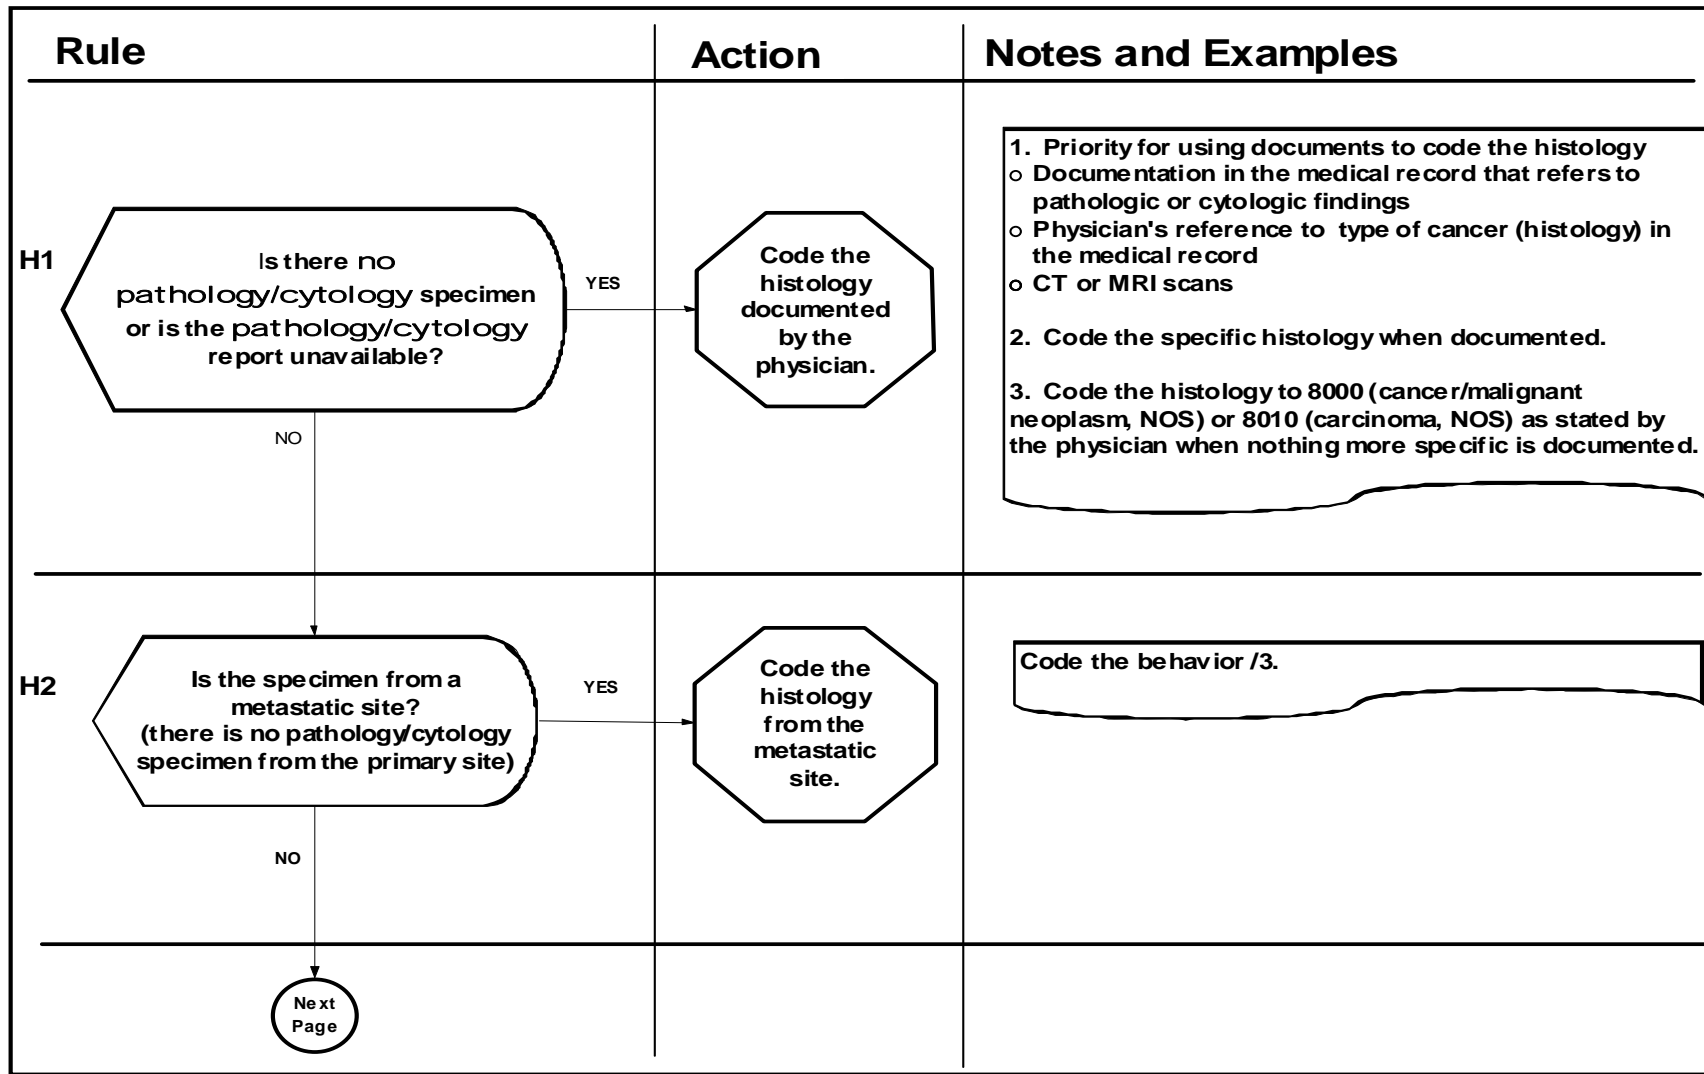 Rule
Action
Notes and Examples
H1
Is there no
pathology/cytology specimen
or is the pathology/cytology
report unavailable?
YES
Code the
histology
documented
by the
physician.
1. Priority for using documents to code the histology
o Documentation in the medical record that refers to
pathologic or cytologic findings
o Physician's reference to type of cancer (histology) in
the medical record
o CT or MRI scans
2. Code the specific histology when documented.
3. Code the histology to 8000 (cancer/malignant
neoplasm, NOS) or 8010 (carcinoma, NOS) as stated by
the physician when nothing more specific is documented.
NO
H2
Is the specimen from a
metastatic site?
(there is no pathology/cytology
specimen from the primary site)
YES
Code the
histology
from the
metastatic
site.
Code the behavior /3.
NO
Next
Page